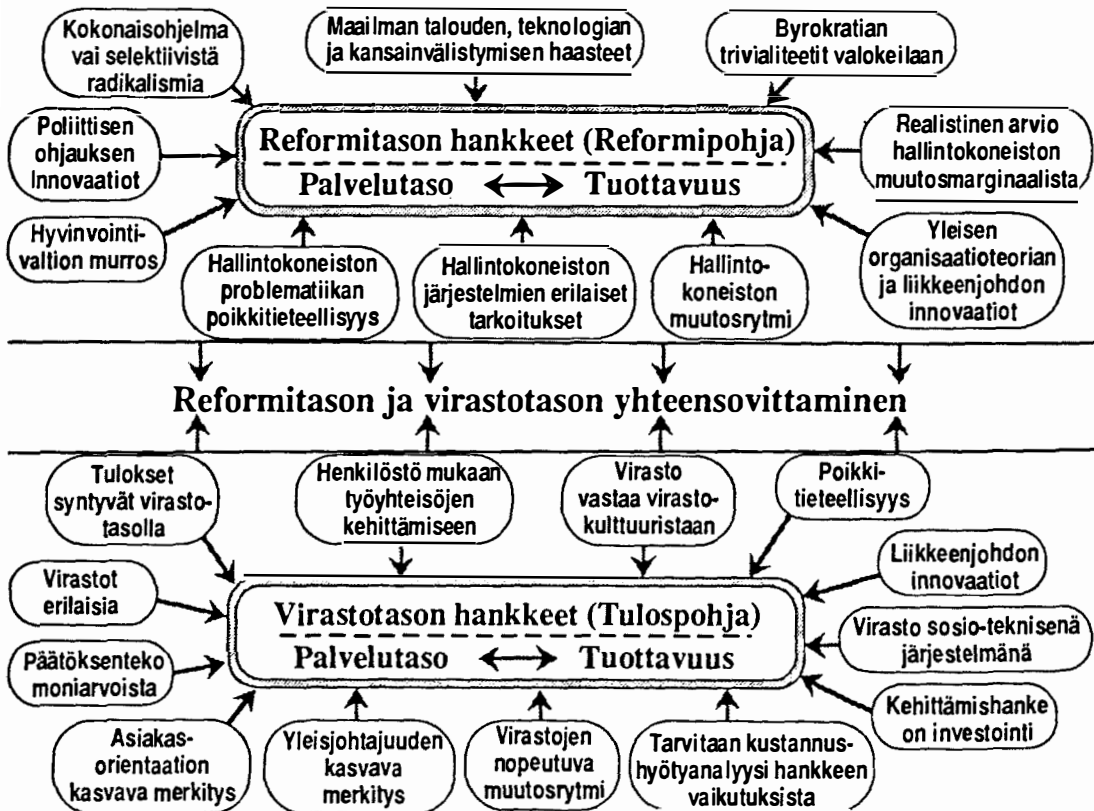 Kokonaisohjelma
vai selektiivistä
radikalismia
Maailman talouden, teknologian
ja kansainvälistymisen haasteet
Byrokratian
trivialiteetit valokeilaan
Poliittisen
ohjauksen
Innovaatiot
Reformitason hankkeet (Reformipohja)
Palvelutaso Tuottavuus
Realistinen arvio
hallintokoneiston
muutosmarginaalista
Hyvinvointi-
valtion murros
Hallintokoneiston
problematiikan
poikkitieteellisyys
Hallintokoneiston
järjestelmien erilaiset
tarkoitukset
Hallinto-
koneiston
muutosrytmi
Yleisen
organisaatioteorian
ja liikkeenjohdon
innovaatiot
Reformitason ja virastotason yhteensovittaminen
Tulokset
syntyvät virasto-
tasolla
Henkilöstö mukaan
työyhteisöjen
kehittämiseen
Virasto
vastaa virasto-
kulttuuristaan
Poikki-
tieteellisyys
Virastot
erilaisia
Liikkeenjohdon
innovaatiot
Virastotason hankkeet (Tulospohja)
Palvelutaso Tuottavuus
Päätöksenteko
moniarvoista
Virasto sosio-teknisenä
järjestelmänä
Asiakas-
orientaation
kasvava merkitys
Yleisjohtajuuden
kasvava
merkitys
Virastojen
nopeutuva
muutosrytmi
Tarvitaan kustannus-
hyötyanalyysi hankkeen
vaikutuksista
Kehittämishanke
on investointi